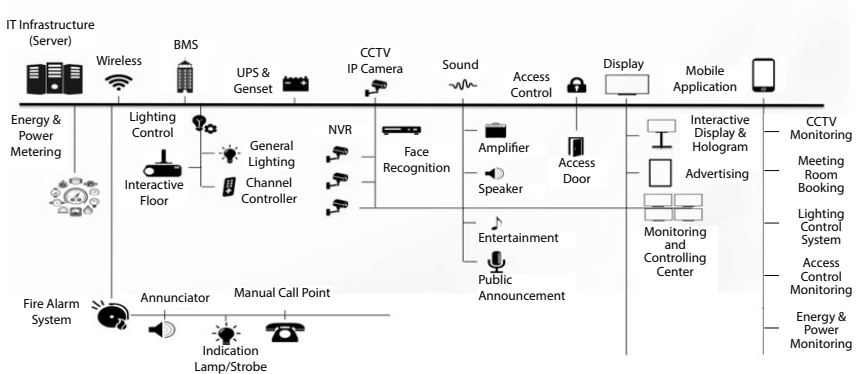 IT Infrastructure
(Server)
Wireless
BMS
UPS &
Genset
CCTV
IP Camera
Sound
Access
Control
Display
Mobile
Application
Energy &
Power
Metering
Lighting
Control
General
Lighting
Interactive
Floor
Channel
Controller
NVR
Face
Recognition
Amplifier
Speaker
Entertainment
Public
Announcement
Access
Door
Interactive
Display &
Hologram
Advertising
Monitoring
and
Controlling
Center
CCTV
Monitoring
Meeting
Room
Booking
Lighting
Control
System
Access
Control
Monitoring
Energy &
Power
Monitoring
Fire Alarm
System
Annunciator
Manual Call Point
Indication
Lamp/Strobe